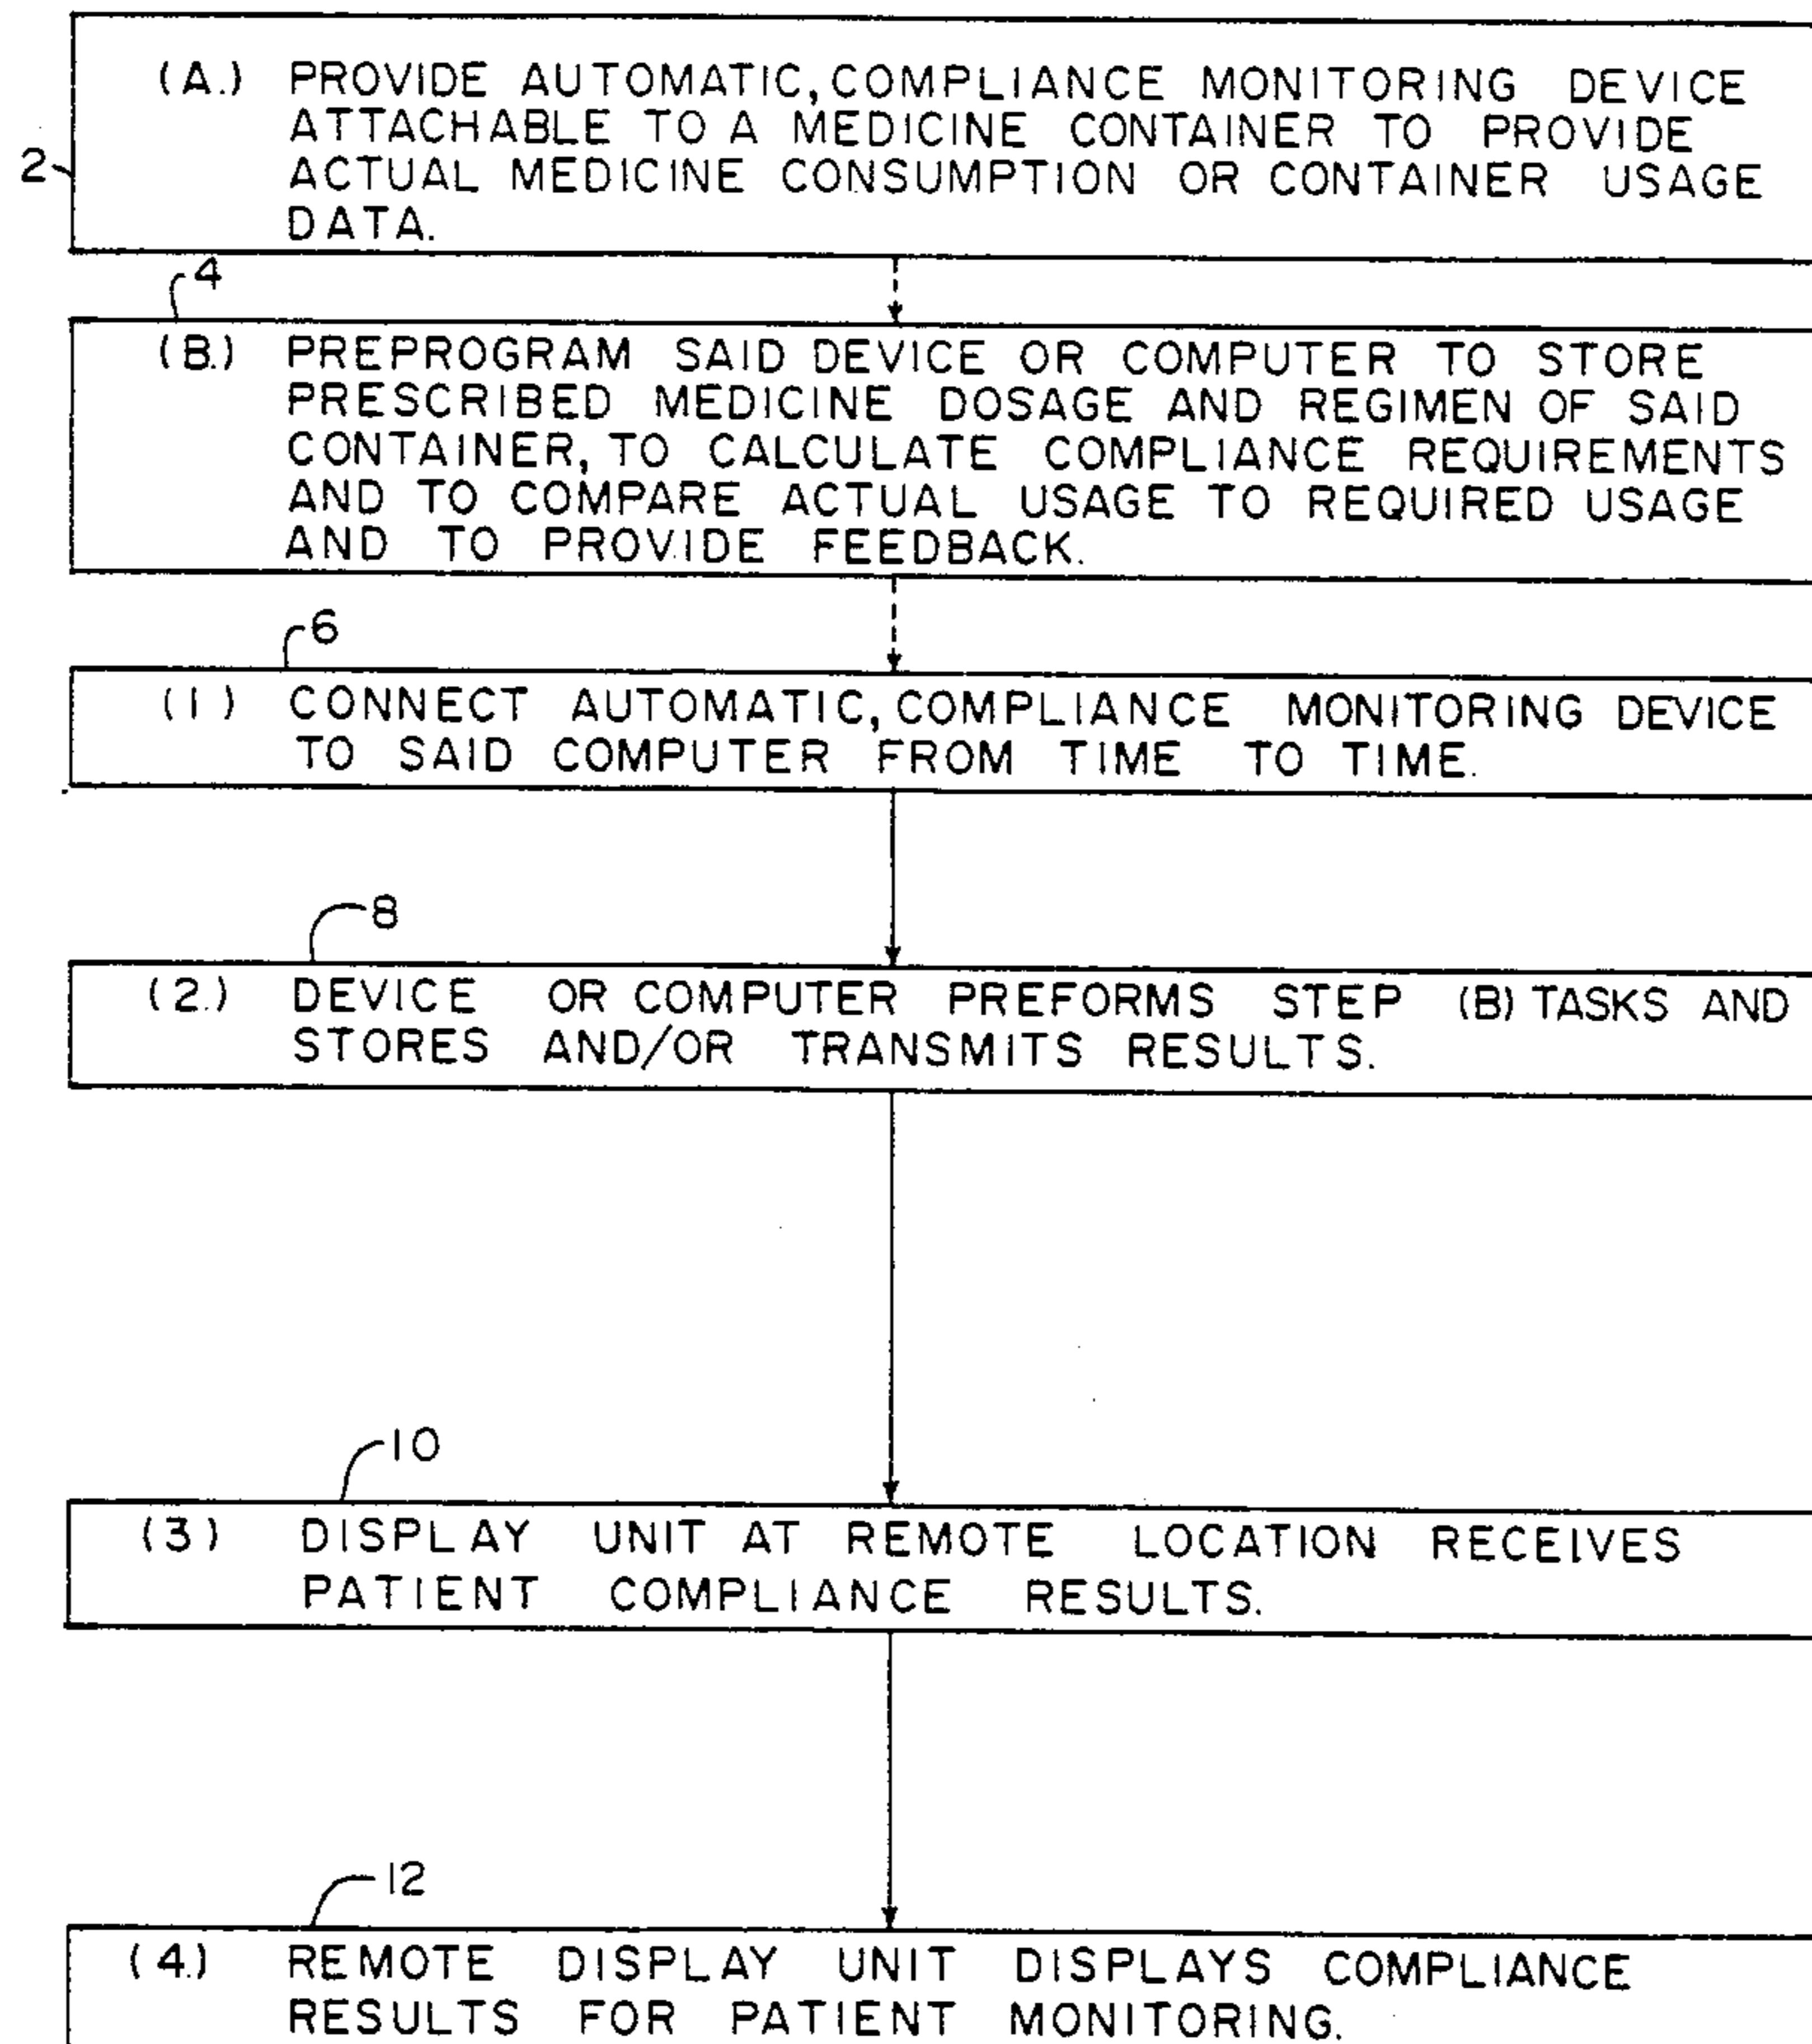 (A.) PROVIDE AUTOMATIC, COMPLIANCE MONITORING DEVICE
ATTACHABLE TO A MEDICINE CONTAINER TO PROVIDE
2 ACTUAL MEDICINE CONSUMPTION OR CONTAINER USAGE
DATA.
4
(B.) PREPROGRAM SAID DEVICE OR COMPUTER TO STORE
PRESCRIBED MEDICINE DOSAGE AND REGIMEN OF SAID
CONTAINER, TO CALCULATE COMPLIANCE REQUIREMENTS
AND TO COMPARE ACTUAL USAGE TO REQUIRED USAGE
AND TO PROVIDE FEEDBACK.
6
(1) CONNECT AUTOMATIC, COMPLIANCE MONITORING DEVICE
TO SAID COMPUTER FROM TIME TO TIME.
8
(2.) DEVICE OR COMPUTER PREFORMS STEP (B) TASKS AND
STORES AND/OR TRANSMITS RESULTS.
10
(3) DISPLAY UNIT AT REMOTE LOCATION RECEIVES
PATIENT COMPLIANCE RESULTS.
12
(4.) REMOTE DISPLAY UNIT DISPLAYS COMPLIANCE
RESULTS FOR PATIENT MONITORING.